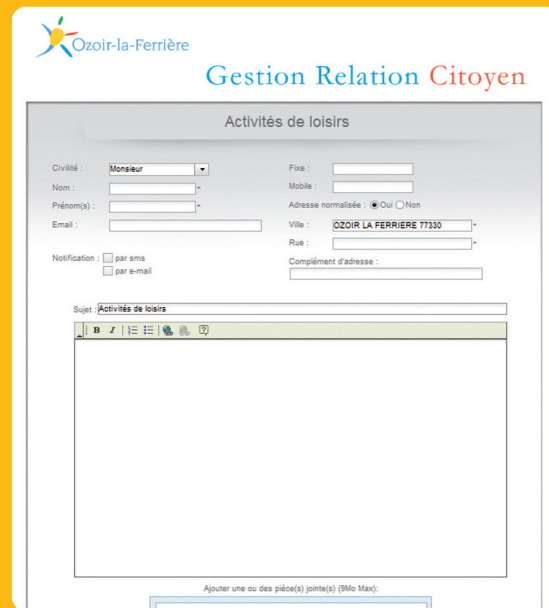 Ozoir-la-Ferrière
Gestion Relation Citoyen
Activités de loisirs
Civilité : Monsieur
Nom : *
Prénom(s) : *
Email :
Notification : par sms
par e-mail
Fixe :
Mobile :
Adresse normalisée : Oui Non
Ville : OZOIR LA FERRIERE 77330 *
Rue : *
Complément d'adresse :
Sujet : Activités de loisirs
B I
Ajouter une ou des pièce(s) jointe(s) (9Mo Max):